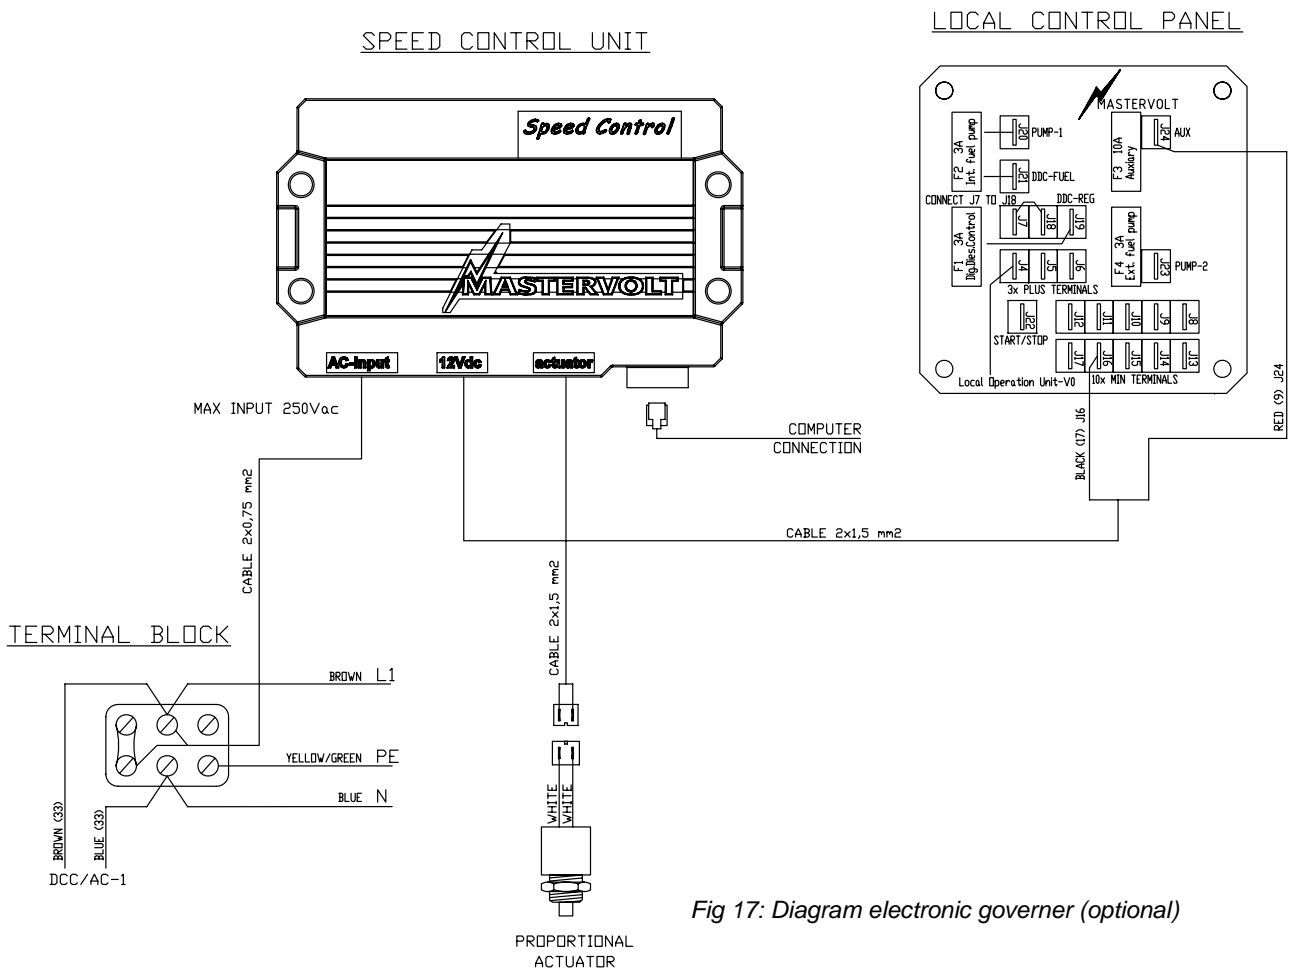 SPEED CONTROL UNIT
LOCAL CONTROL PANEL
Speed Control
MASTERVOLT
AC-Input
12Vdc
actuator
MAX INPUT 250Vac
COMPUTER
CONNECTION
CABLE 2x0,75 mm2
CABLE 2x1,5 mm2
CABLE 2x1,5 mm2
MASTERVOLT
F2 3A
Int. fuel pump
J20
PUMP-1
J21
DDC-FUEL
F3 10A
Auxiary
J24
AUX
CONNECT J7 TO J18
DDC-REG
F1 3A
Dig.Dies.Control
J7
J18
J19
J4
J5
J6
3x PLUS TERMINALS
F4 3A
Ext. fuel pump
J23
PUMP-2
J22
START/STOP
J12
J11
J10
J9
J8
J17
J16
J15
J14
J13
Local Operation Unit-V0
10x MIN TERMINALS
BLACK (17) J16
RED (9) J24
TERMINAL BLOCK
BROWN L1
YELLOW/GREEN PE
BLUE N
BROWN (33)
BLUE (33)
DCC/AC-1
WHITE
WHITE
PROPORTIONAL
ACTUATOR
Fig 17: Diagram electronic governer (optional)